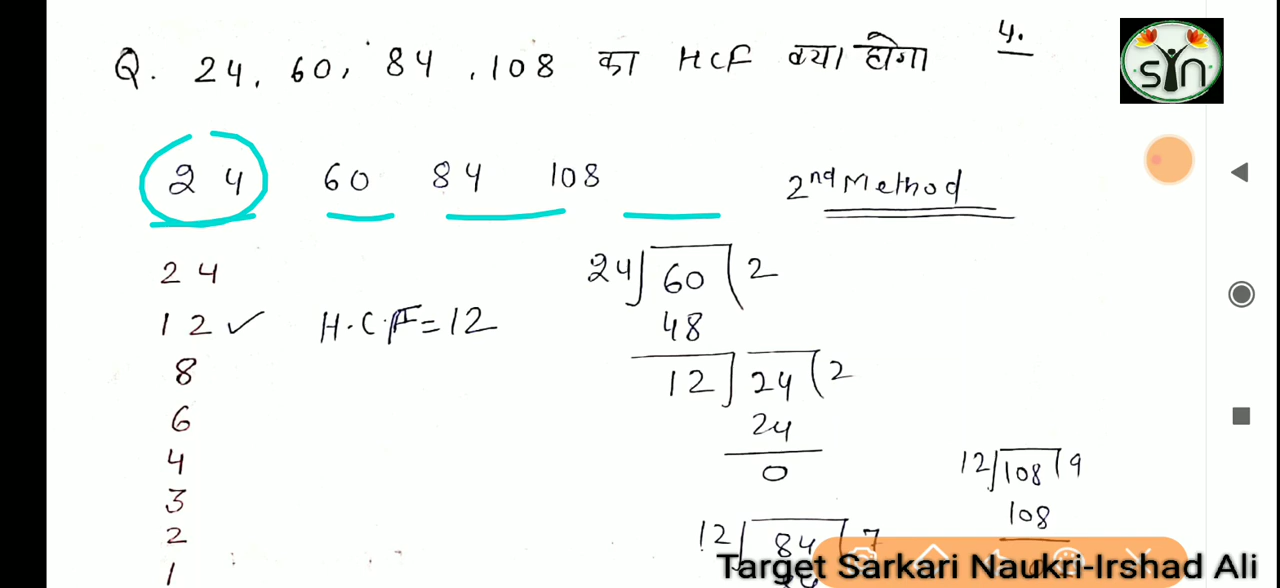 Q. 24, 60, 84, 108 का HCF क्या होगा
4.
SYN
24 60 84 108
2nd Method
24
12 ✓ H.C.F=12
8
6
4
3
2
1
24 60 2
48
12 24 2
24
0
12 84 7
12 108 9
108
Target Sarkari Naukri-Irshad Ali